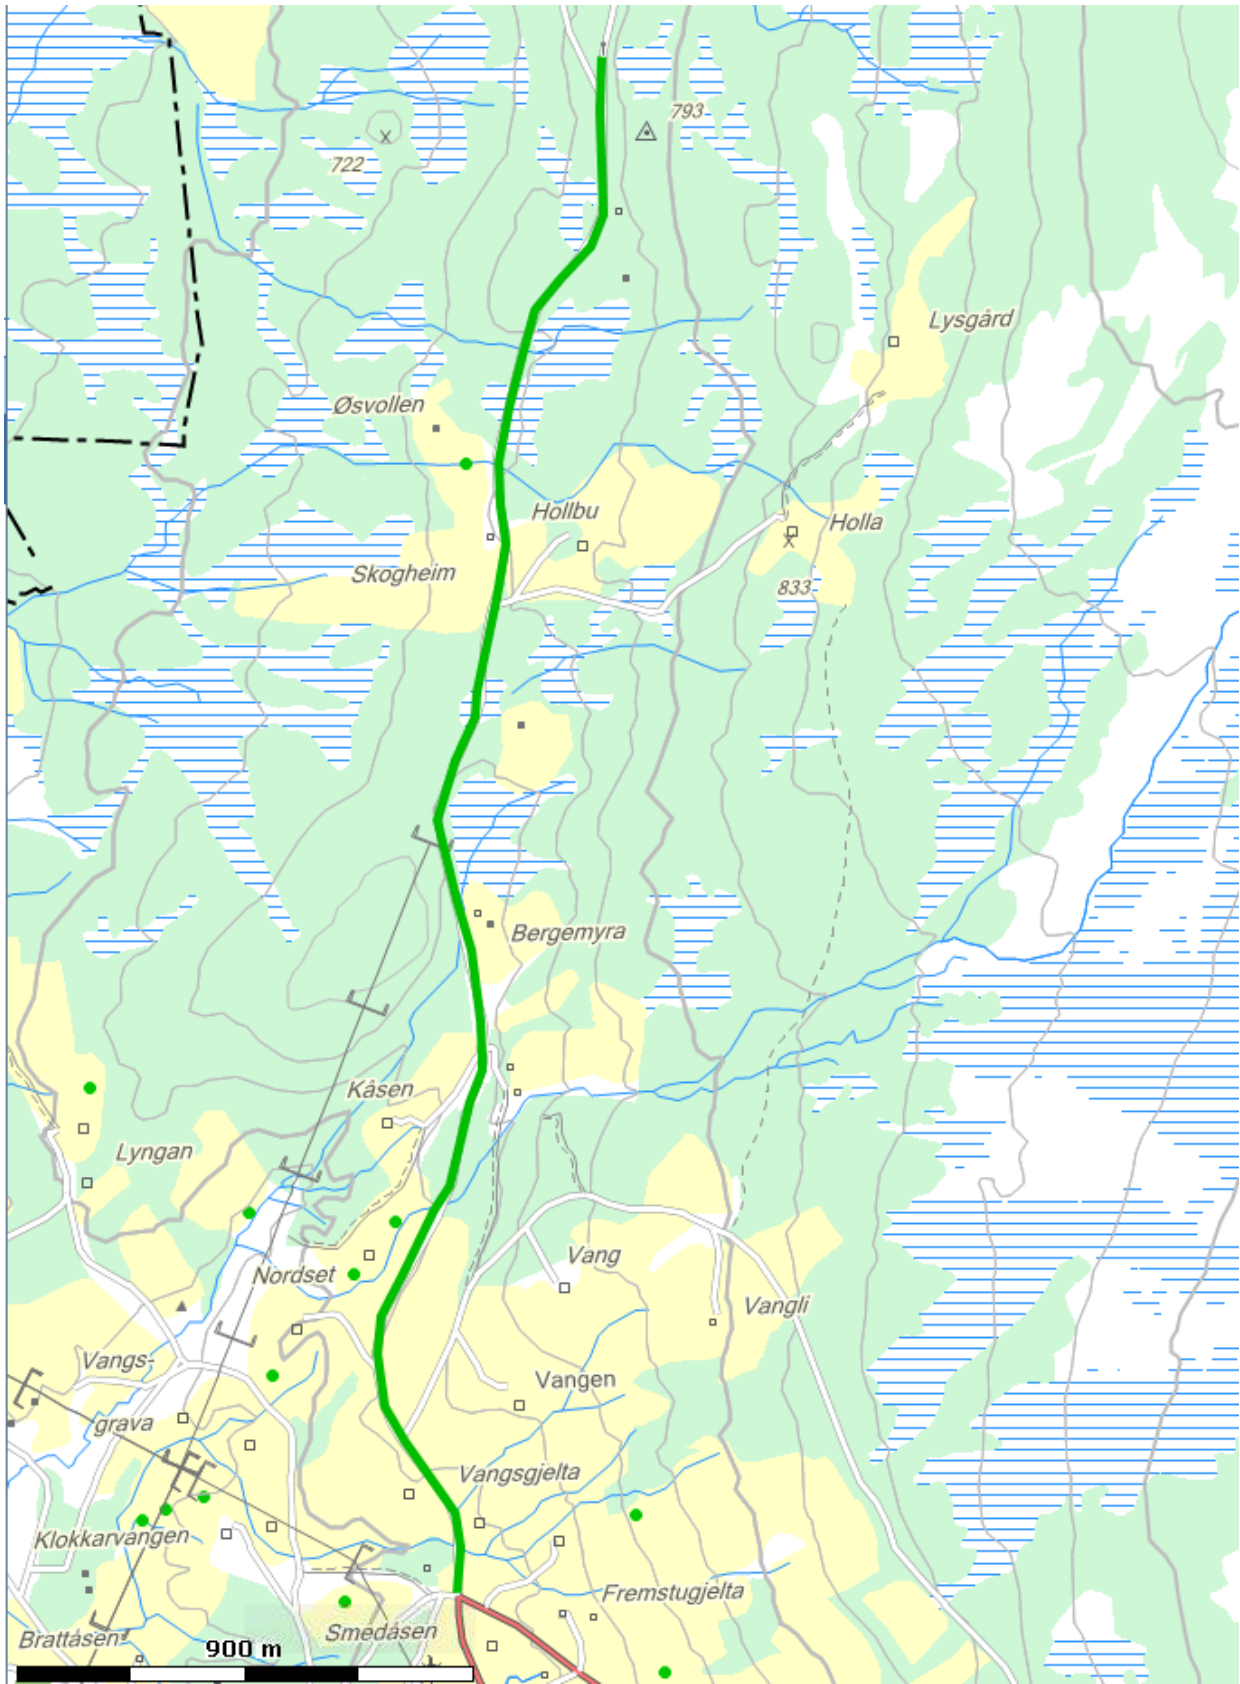 793
722
Lysgård
Øsvollen
Hollbu
Holla
Skogheim
833
Bergemyra
Kåsen
Lyngan
Vang
Nordset
Vangli
Vangs-
grava
Vangen
Vangsgjelta
Klokkarvangen
Fremstugjelta
Smedåsen
Brattåsen
900 m